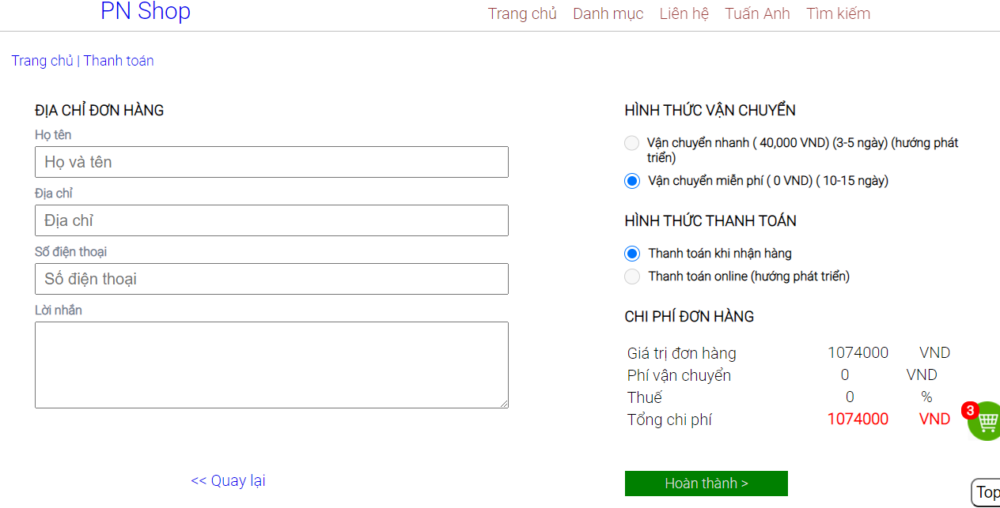 PN Shop
Trang chủ Danh mục Liên hệ Tuấn Anh Tìm kiếm
Trang chủ | Thanh toán
ĐỊA CHỈ ĐƠN HÀNG
Họ tên
Họ và tên
Địa chỉ
Địa chỉ
Số điện thoại
Số điện thoại
Lời nhắn
<< Quay lại
HÌNH THỨC VẬN CHUYỂN
Vận chuyển nhanh ( 40,000 VND) (3-5 ngày) (hướng phát
triển)
Vận chuyển miễn phí ( 0 VND) ( 10-15 ngày)
HÌNH THỨC THANH TOÁN
Thanh toán khi nhận hàng
Thanh toán online (hướng phát triển)
CHI PHÍ ĐƠN HÀNG
Giá trị đơn hàng 1074000 VND
Phí vận chuyển 0 VND
Thuế 0 %
Tổng chi phí 1074000 VND
3
Hoàn thành >
Top